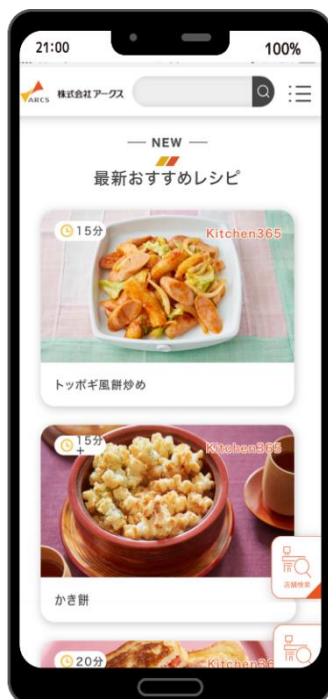 21:00
100%
ARCS 株式会社アークス
NEW
最新おすすめレシピ
15分
Kitchen365
トッポギ風餅炒め
15分
+
Kitchen365
かき餅
店舗検索
20分
Kitchen36